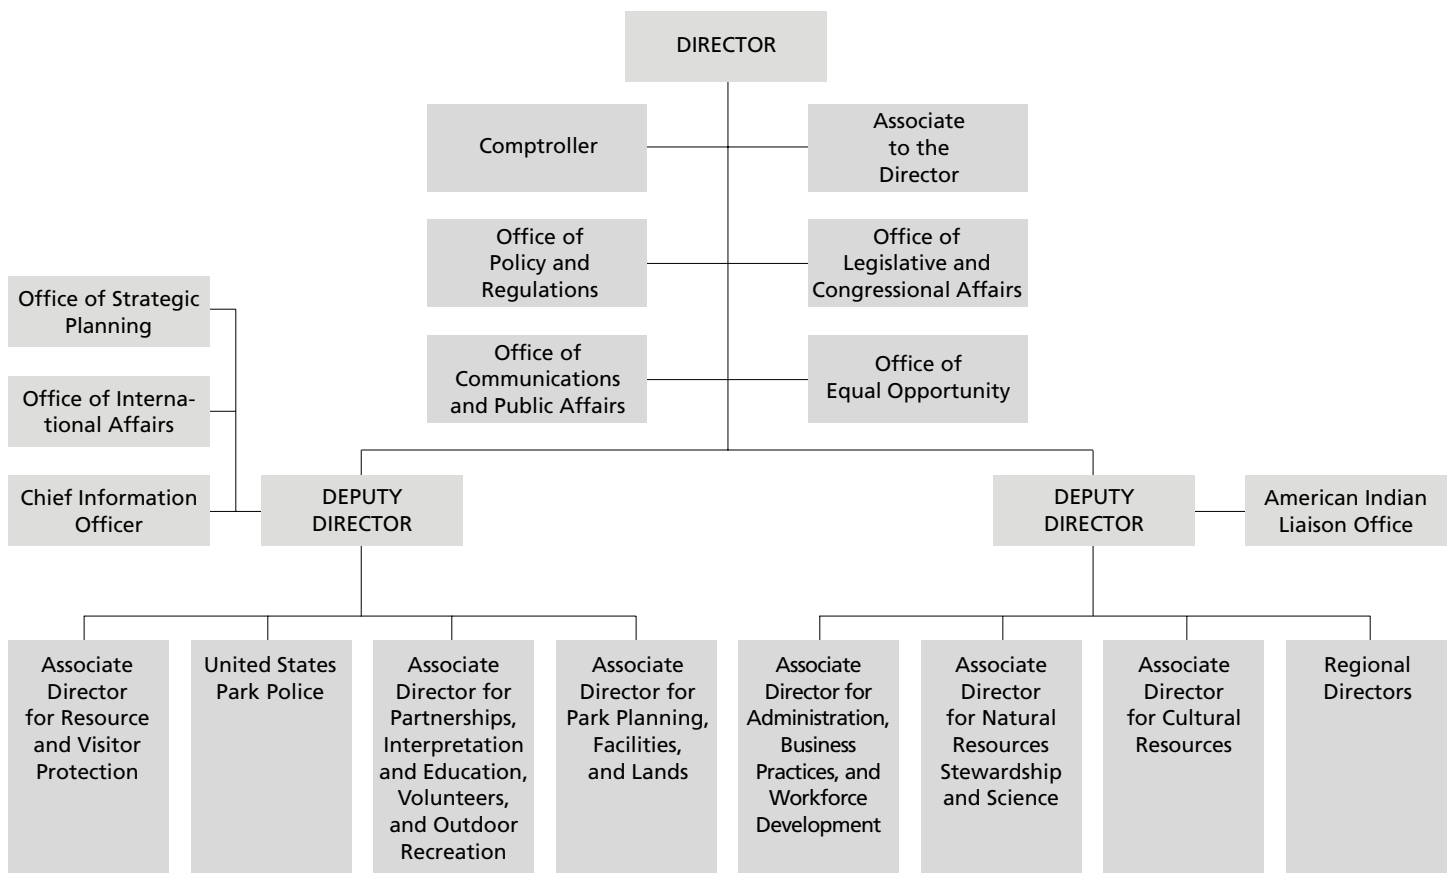 DIRECTOR
Comptroller
Associate
to the
Director
Office of
Policy and
Regulations
Office of
Legislative and
Congressional Affairs
Office of Strategic
Planning
Office of
Communications
and Public Affairs
Office of
Equal Opportunity
Office of Interna-
tional Affairs
Chief Information
Officer
DEPUTY
DIRECTOR
DEPUTY
DIRECTOR
American Indian
Liaison Office
Associate
Director
for Resource
and Visitor
Protection
United States
Park Police
Associate
Director for
Partnerships,
Interpretation
and Education,
Volunteers,
and Outdoor
Recreation
Associate
Director for
Park Planning,
Facilities,
and Lands
Associate
Director for
Administration,
Business
Practices, and
Workforce
Development
Associate
Director
for Natural
Resources
Stewardship
and Science
Associate
Director
for Cultural
Resources
Regional
Directors